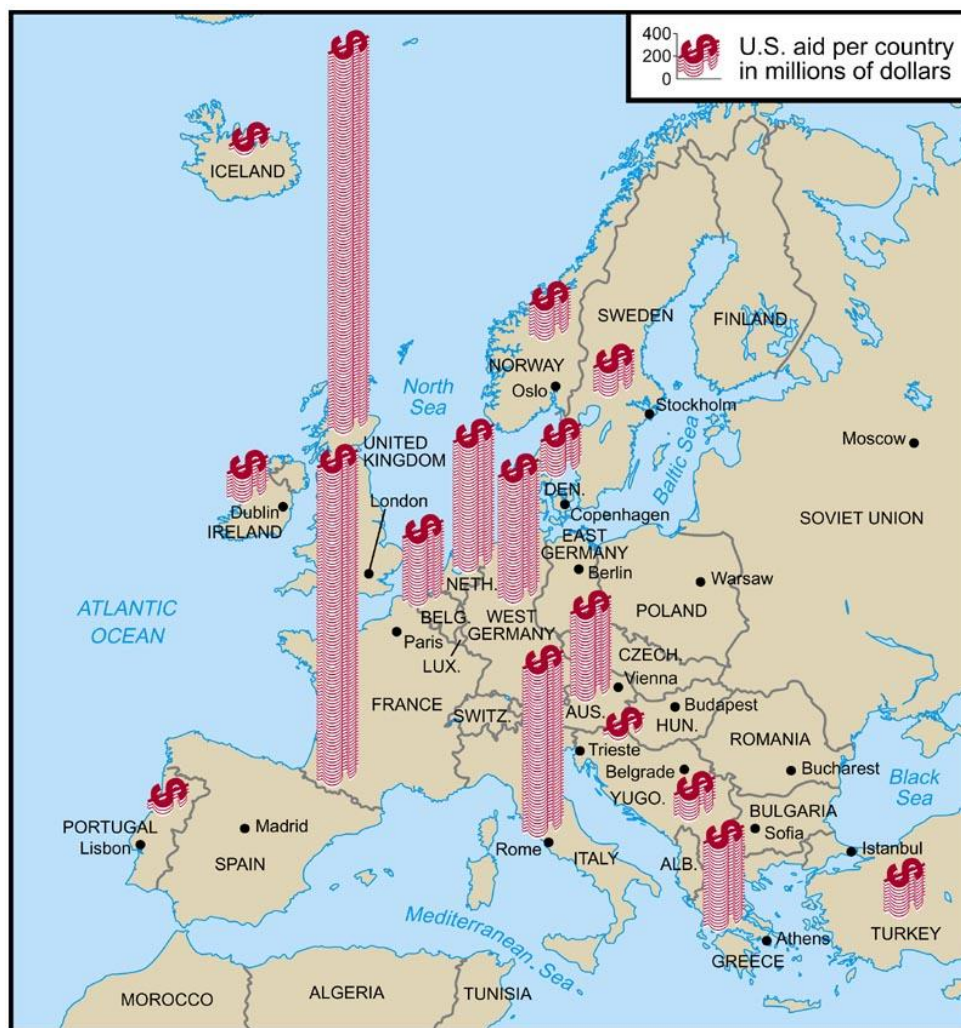 400
200
0
U.S. aid per country
in millions of dollars
ICELAND
SWEDEN
FINLAND
NORWAY
Oslo
North
Sea
Stockholm
Baltic Sea
Moscow
UNITED
KINGDOM
London
Dublin
IRELAND
DEN.
Copenhagen
SOVIET UNION
EAST
GERMANY
Berlin
NETH.
Warsaw
POLAND
ATLANTIC
OCEAN
BELG.
WEST
GERMANY
Paris
LUX.
CZECH.
Vienna
FRANCE
SWITZ.
AUS.
Budapest
HUN.
ROMANIA
Trieste
Belgrade
Bucharest
Black
Sea
YUGO.
BULGARIA
Sofia
PORTUGAL
Lisbon
Madrid
SPAIN
Rome
ITALY
ALB.
Istanbul
Mediterranean Sea
Athens
GREECE
TURKEY
MOROCCO
ALGERIA
TUNISIA